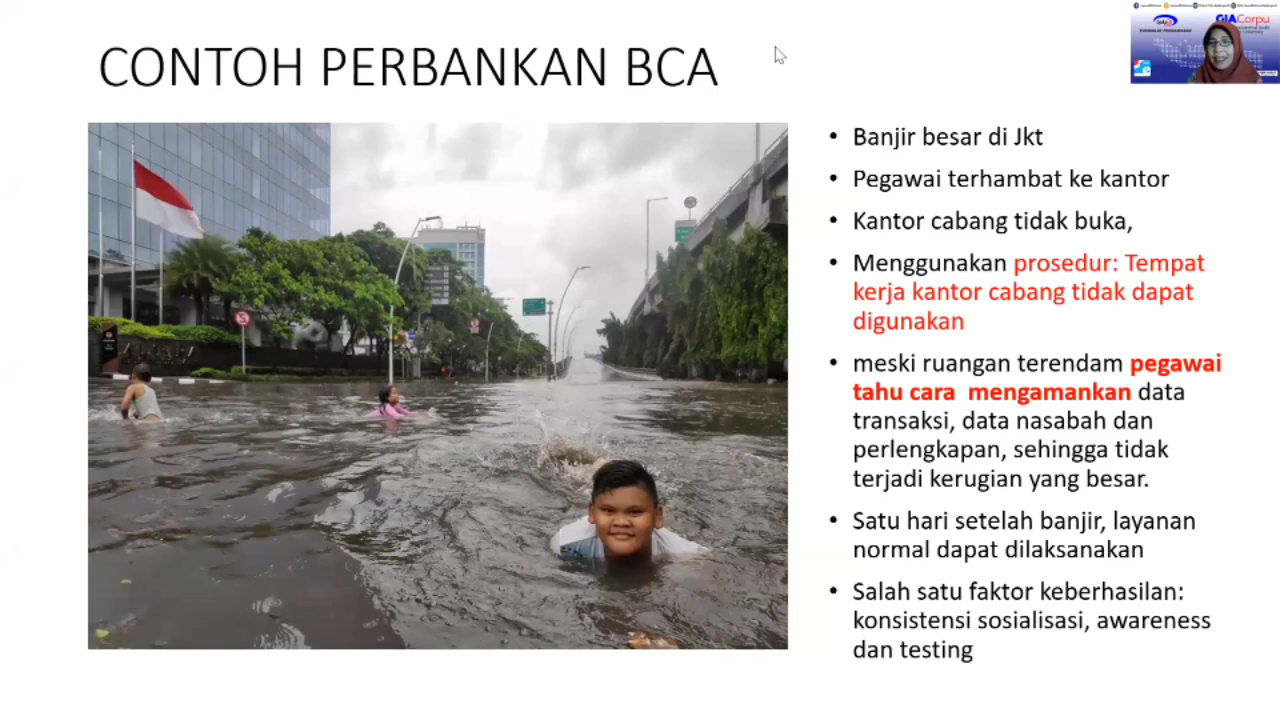 CONTOH PERBANKAN BCA
GIACorpu
• Banjir besar di Jkt
• Pegawai terhambat ke kantor
• Kantor cabang tidak buka,
• Menggunakan prosedur: Tempat
kerja kantor cabang tidak dapat
digunakan
• meski ruangan terendam pegawai
tahu cara  mengamankan data
transaksi, data nasabah dan
perlengkapan, sehingga tidak
terjadi kerugian yang besar.
• Satu hari setelah banjir, layanan
normal dapat dilaksanakan
• Salah satu faktor keberhasilan:
konsistensi sosialisasi, awareness
dan testing